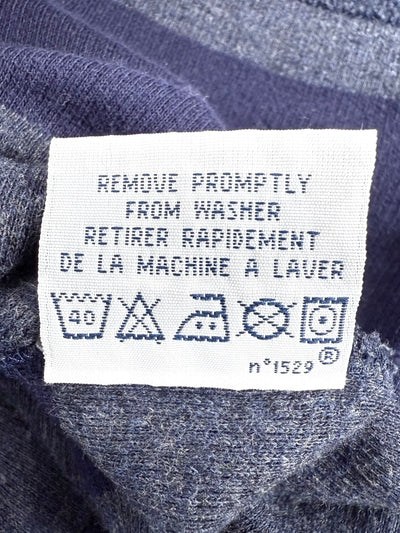 REMOVE PROMPTLY
FROM WASHER
RETIRER RAPIDEMENT
DE LA MACHINE A LAVER
40
n°1529 ®